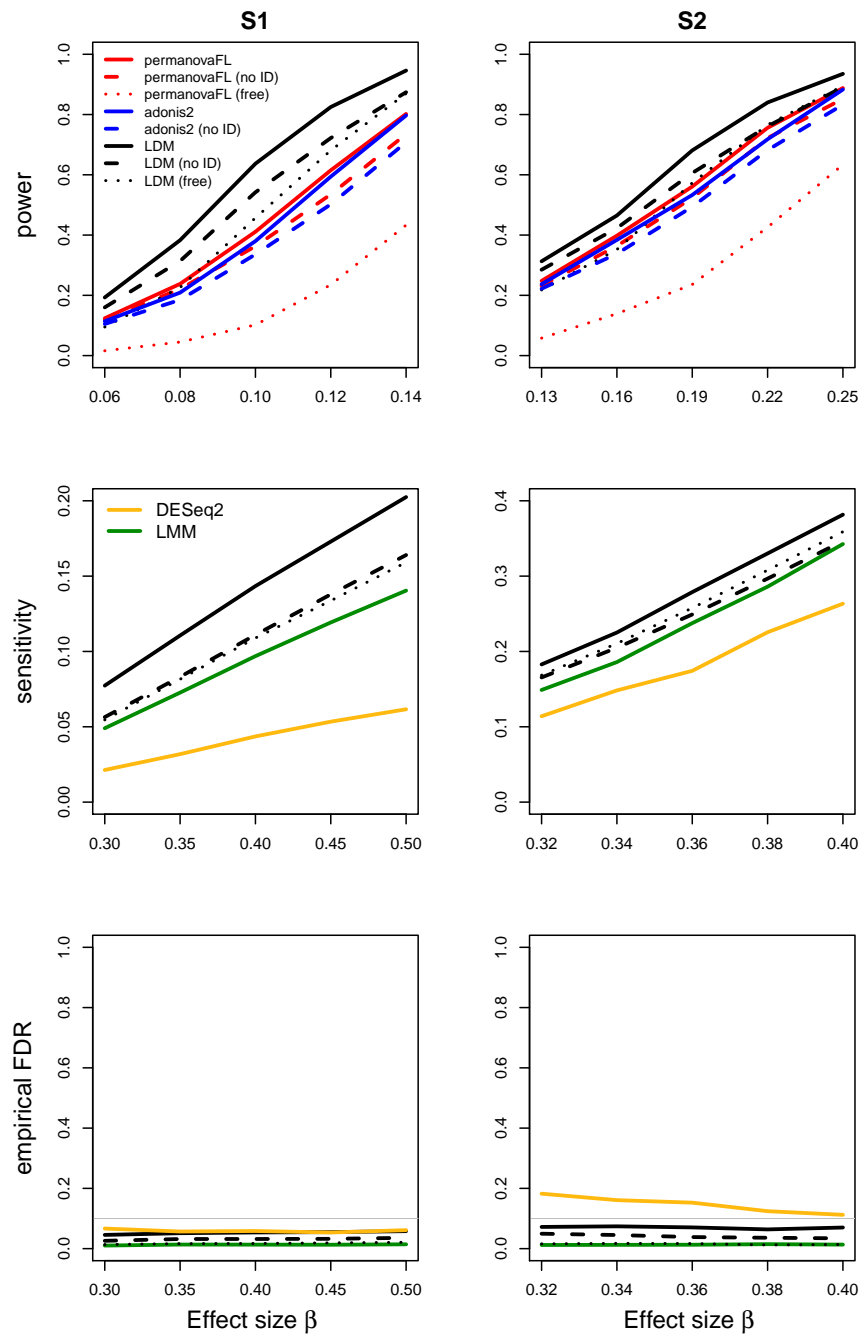 S1 S2
power
1.0
0.8
0.6
0.4
0.2
0.0
permanovaFL
permanovaFL (no ID)
permanovaFL (free)
adonis2
adonis2 (no ID)
LDM
LDM (no ID)
LDM (free)
0.06 0.08 0.10 0.12 0.14
1.0
0.8
0.6
0.4
0.2
0.0
0.13 0.16 0.19 0.22 0.25
sensitivity
0.20
0.15
0.10
0.05
0.00
DESeq2
LMM
0.30 0.35 0.40 0.45 0.50
0.4
0.3
0.2
0.1
0.0
0.32 0.34 0.36 0.38 0.40
empirical FDR
1.0
0.8
0.6
0.4
0.2
0.0
0.30 0.35 0.40 0.45 0.50
Effect size β
1.0
0.8
0.6
0.4
0.2
0.0
0.32 0.34 0.36 0.38 0.40
Effect size β